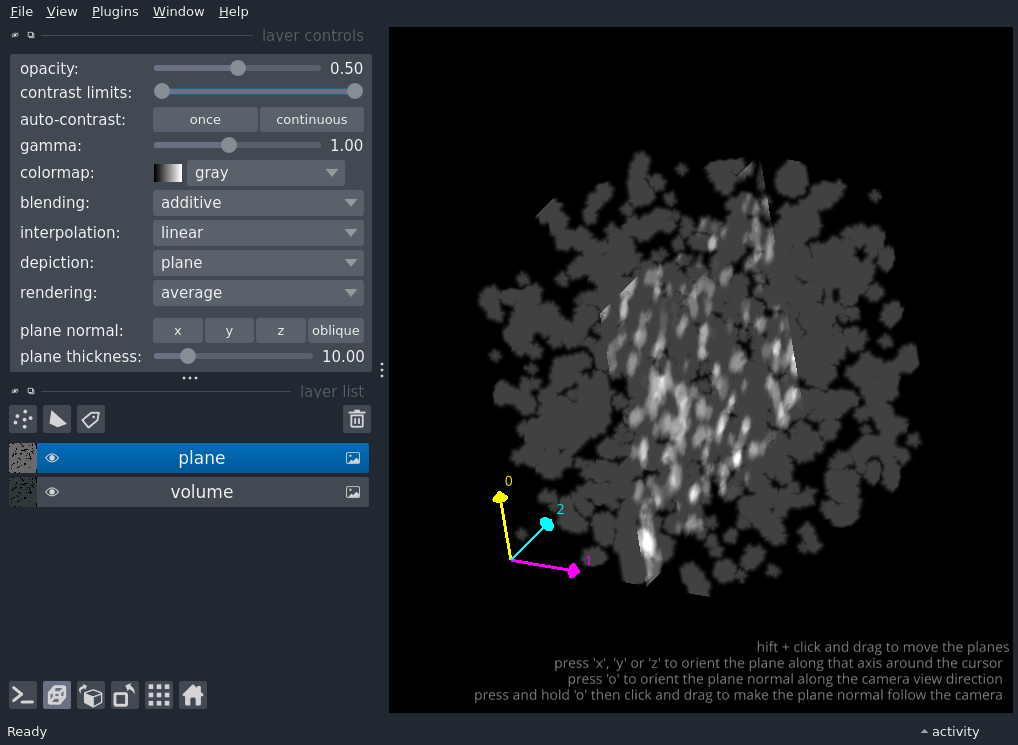 File View Plugins Window Help
layer controls
opacity: 0.50
contrast limits:
auto-contrast: once continuous
gamma: 1.00
colormap: gray
blending: additive
interpolation: linear
depiction: plane
rendering: average
plane normal: x y z oblique
plane thickness: 10.00
layer list
plane
volume
0
2
1
hift + click and drag to move the planes
press 'x', 'y' or 'z' to orient the plane along that axis around the cursor
press 'o' to orient the plane normal along the camera view direction
press and hold 'o' then click and drag to make the plane normal follow the camera
Ready
activity